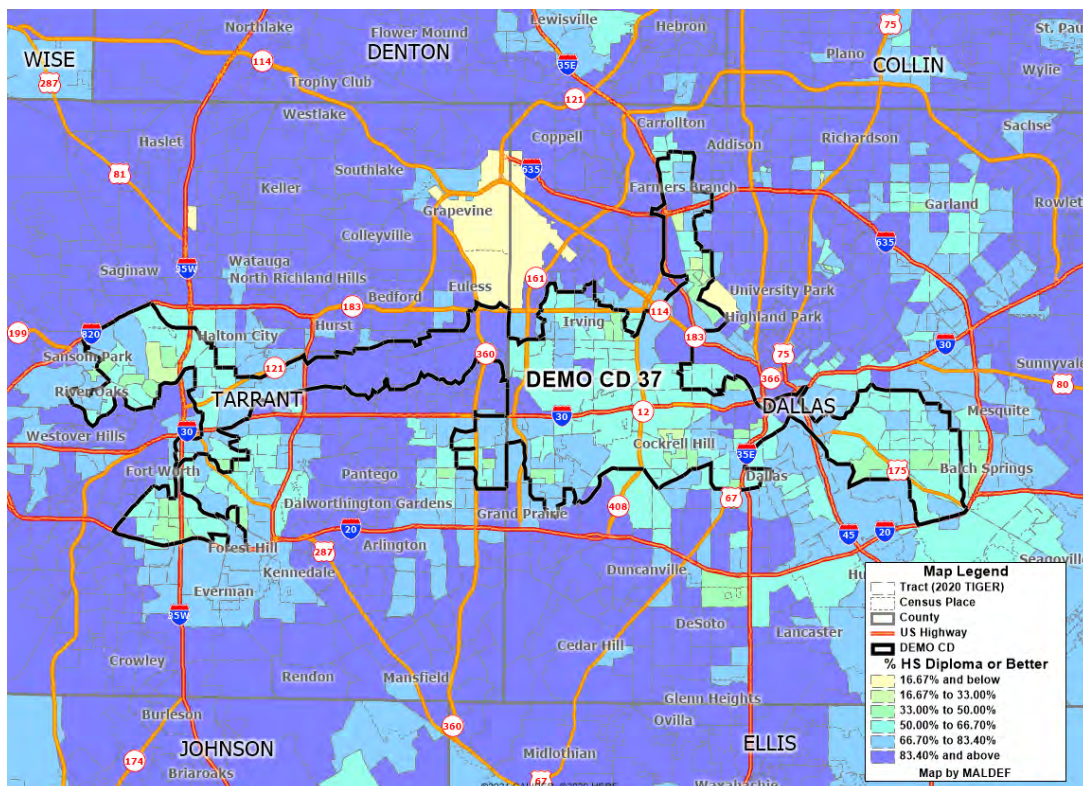 Northlake
Flower Mound
Lewisville
Hebron
75
St. Pau
WISE
DENTON
Plano
35E
COLLIN
Wylie
287
114
Trophy Club
121
Westlake
Carrollton
Sachse
Haslet
Coppell
Addison
Richardson
Southlake
635
81
Keller
Farmers Branch
Rowlet
Grapevine
Garland
Colleyville
635
Watauga
35W
Saginaw
North Richland Hills
161
Euless
University Park
Bedford
183
114
Highland Park
Irving
Hurst
199
820
Halton City
183
30
Sansom Park
360
75
Sunnyvale
121
DEMO CD 37
366
80
River Oaks
TARRANT
DALLAS
12
30
Mesquite
Westover Hills
30
Cockrell Hill
35E
Fort Worth
Pantego
Dallas
175
Balch Springs
67
Dalworthington Gardens
408
Grand Prairie
20
Forest Hill
Arlington
45
20
287
Seagoville
Kennedale
Duncanville
Everman
35W
DeSoto
Lancaster
Cedar Hill
Crowley
Rendon
Mansfield
Glenn Heights
Burleson
360
Ovilla
JOHNSON
174
Midlothian
ELLIS
Briaroaks
67
Map Legend
Tract (2020 TIGER)
Census Place
County
US Highway
DEMO CD
% HS Diploma or Better
16.67% and below
16.67% to 33.00%
33.00% to 50.00%
50.00% to 66.70%
66.70% to 83.40%
83.40% and above
Map by MALDEF